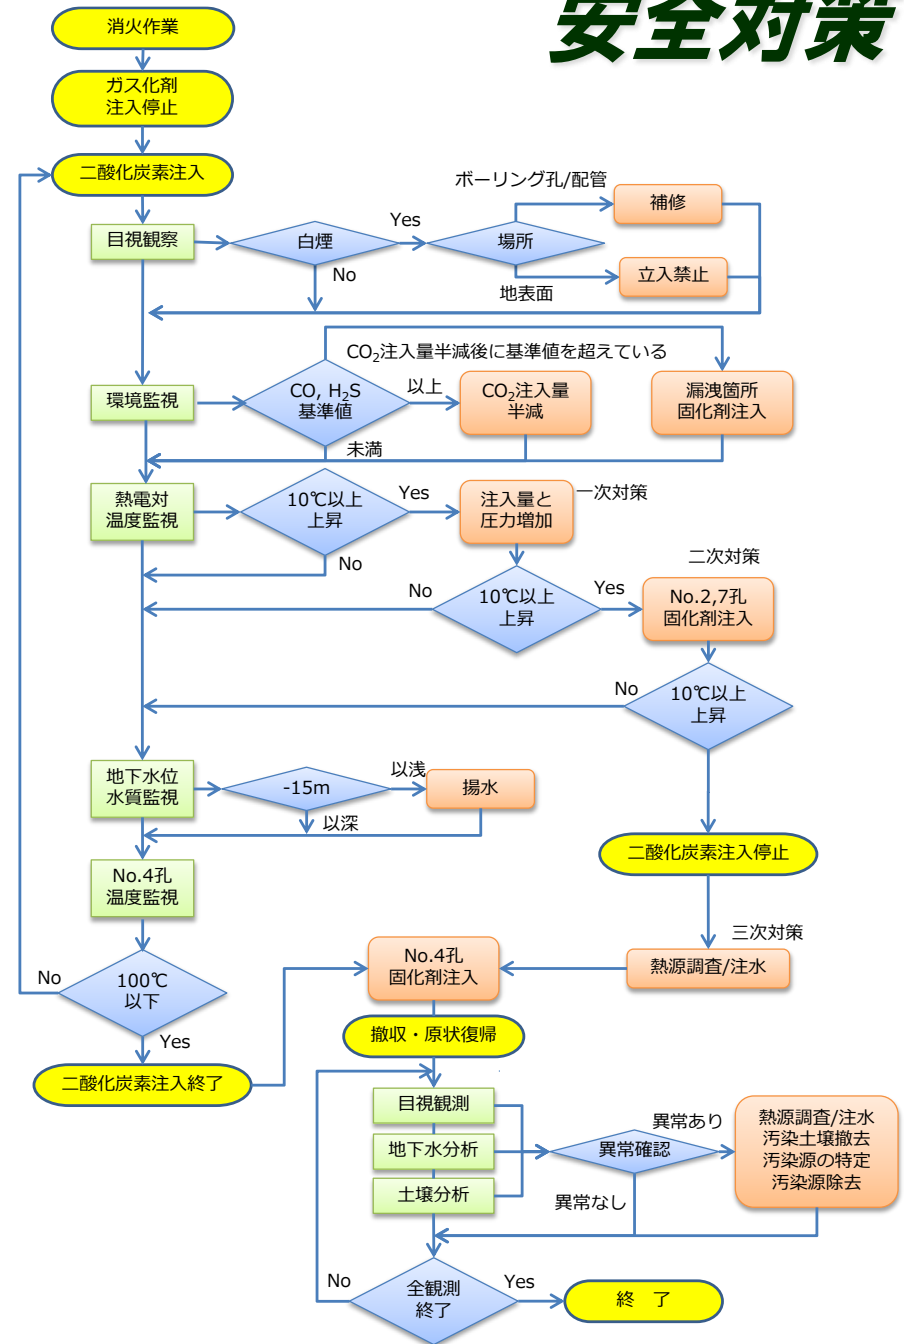 安全対策
消火作業
ガス化剤
注入停止
二酸化炭素注入
ボーリング孔/配管
補修
目視観察
白煙
Yes
場所
No
立入禁止
地表面
CO₂注入量半減後に基準値を超えている
環境監視
CO, H₂S
基準値
以上
CO₂注入量
半減
漏洩箇所
固化剤注入
未満
熱電対
温度監視
10℃以上
上昇
Yes
注入量と
圧力増加
一次対策
No
二次対策
No
10℃以上
上昇
Yes
No.2,7孔
固化剤注入
No
10℃以上
上昇
地下水位
水質監視
-15m
以浅
揚水
以深
二酸化炭素注入停止
No.4孔
温度監視
三次対策
No.4孔
固化剤注入
熱源調査/注水
No
100℃
以下
Yes
撤収・原状復帰
二酸化炭素注入終了
目視観測
地下水分析
土壌分析
異常確認
異常あり
熱源調査/注水
汚染土壌撤去
汚染源の特定
汚染源除去
異常なし
No
全観測
終了
Yes
終　了